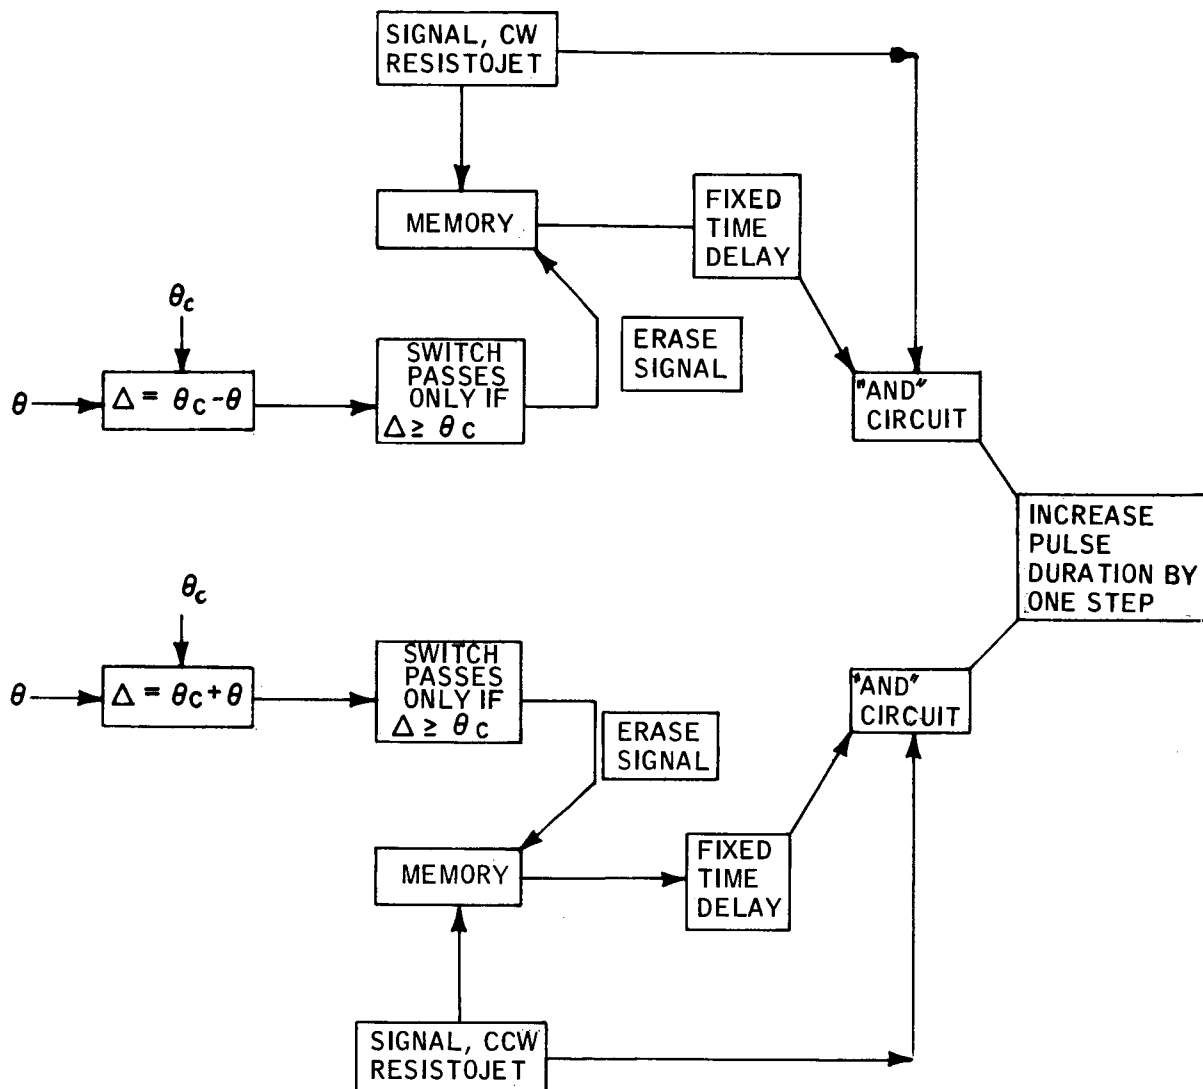 SIGNAL, CW
RESISTOJET
MEMORY
FIXED
TIME
DELAY
θc
θ
Δ = θc-θ
SWITCH
PASSES
ONLY IF
Δ ≥ θc
ERASE
SIGNAL
"AND"
CIRCUIT
INCREASE
PULSE
DURATION BY
ONE STEP
θc
θ
Δ = θc+θ
SWITCH
PASSES
ONLY IF
Δ ≥ θc
ERASE
SIGNAL
"AND"
CIRCUIT
MEMORY
FIXED
TIME
DELAY
SIGNAL, CCW
RESISTOJET